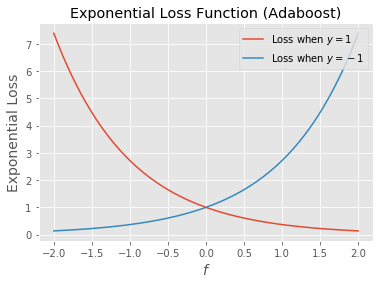 Exponential Loss Function (Adaboost)
Loss when y = 1
Loss when y = −1
Exponential Loss
7
6
5
4
3
2
1
0
−2.0 −1.5 −1.0 −0.5 0.0 0.5 1.0 1.5 2.0
f